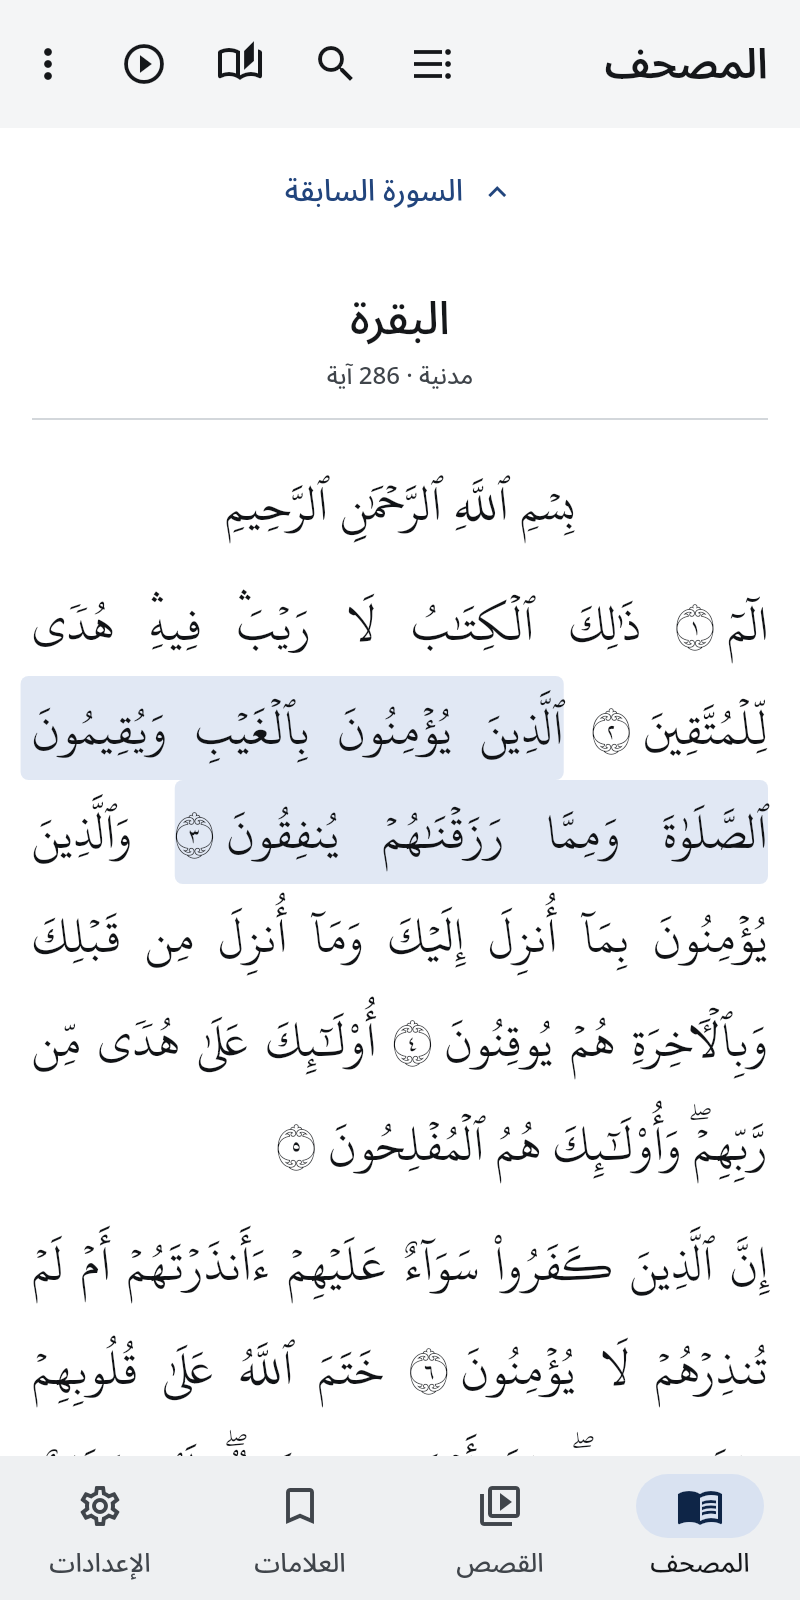 المصحف
السورة السابقة
البقرة
مدنية · 286 آية
بِسۡمِ ٱللَّهِ ٱلرَّحۡمَٰنِ ٱلرَّحِيمِ
الٓمٓ ١ ذَٰلِكَ ٱلۡكِتَٰبُ لَا رَيۡبَۛ فِيهِۛ هُدٗى
لِّلۡمُتَّقِينَ ٢ ٱلَّذِينَ يُؤۡمِنُونَ بِٱلۡغَيۡبِ وَيُقِيمُونَ
ٱلصَّلَوٰةَ وَمِمَّا رَزَقۡنَٰهُمۡ يُنفِقُونَ ٣ وَٱلَّذِينَ
يُؤۡمِنُونَ بِمَآ أُنزِلَ إِلَيۡكَ وَمَآ أُنزِلَ مِن قَبۡلِكَ
وَبِٱلۡأٓخِرَةِ هُمۡ يُوقِنُونَ ٤ أُوْلَٰٓئِكَ عَلَىٰ هُدٗى مِّن
رَّبِّهِمۡۖ وَأُوْلَٰٓئِكَ هُمُ ٱلۡمُفۡلِحُونَ ٥
إِنَّ ٱلَّذِينَ كَفَرُواْ سَوَآءٌ عَلَيۡهِمۡ ءَأَنذَرۡتَهُمۡ أَمۡ لَمۡ
تُنذِرۡهُمۡ لَا يُؤۡمِنُونَ ٦ خَتَمَ ٱللَّهُ عَلَىٰ قُلُوبِهِمۡ
المصحف
القصص
العلامات
الإعدادات